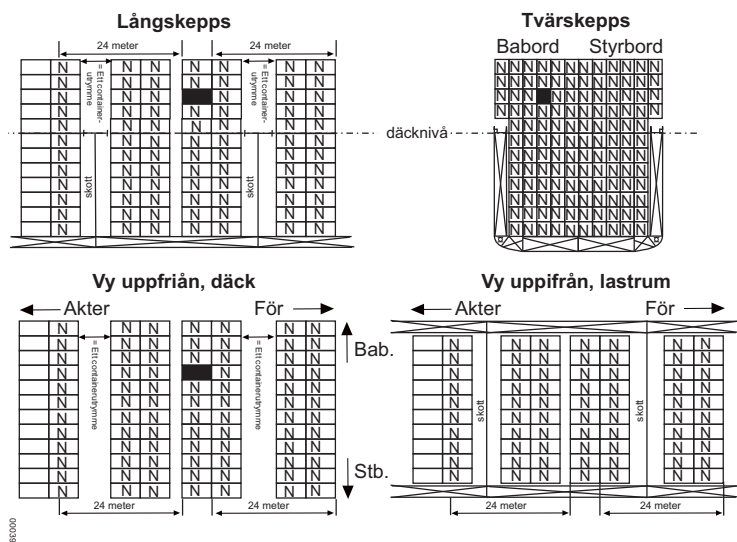 Långskepps
24 meter
24 meter
N N N N N N N
N N N N N N N
N N N N N N
N N N N N N N
N N N N N N N
N N N N N N N
N N N N N N N
N N N N N N N
N N N N N N N
N N N N N N N
N N N N N N N
N N N N N N N
= Ett container-
utrymme
= Ett container-
utrymme
skott
skott
däcknivå
Tvärskepps
Babord Styrbord
N N N N N N N N N N N N
N N N N N N N N N N N N
N N N N N N N N N N N
N N N N N N N N N N N N
N N N N N N N N N N
N N N N N N N N N N
N N N N N N N N N N
N N N N N N N N N N
N N N N N N N N N N
N N N N N N N N N N
N N N N N N N N N N
N N N N N N N N N N
Vy uppfriån, däck
Akter För
N N N N N N N
N N N N N N N
N N N N N N N
N N N N N N
N N N N N N N
N N N N N N N
N N N N N N N
N N N N N N N
N N N N N N N
N N N N N N N
N N N N N N N
N N N N N N N
= Ett containerutrymme
= Ett containerutrymme
Bab.
Stb.
24 meter
24 meter
Vy uppifrån, lastrum
Akter För
N N N N N N N
N N N N N N N
N N N N N N N
N N N N N N N
N N N N N N N
N N N N N N N
N N N N N N N
N N N N N N N
N N N N N N N
N N N N N N N
skott
skott
24 meter
24 meter
00039